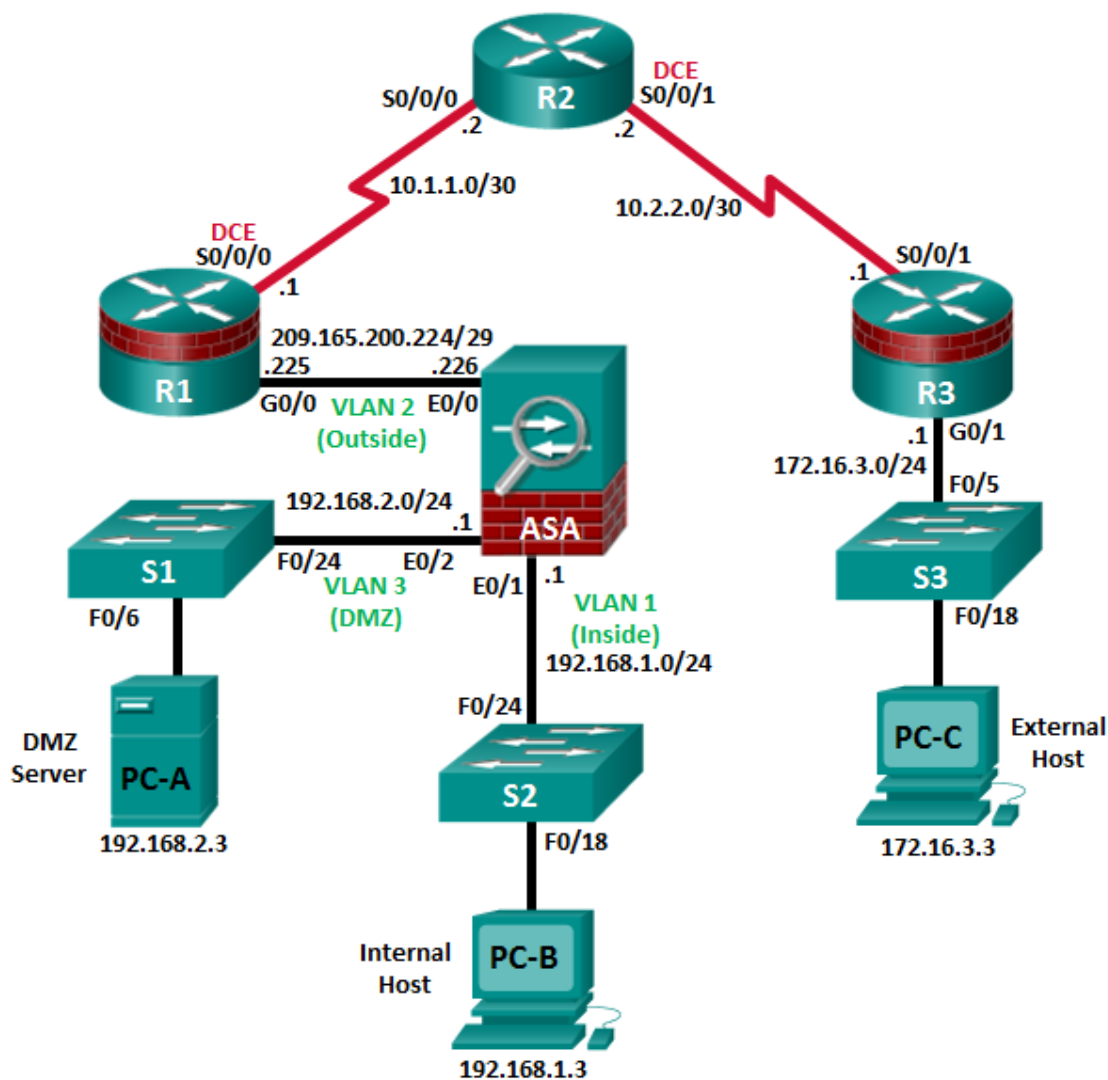 DCE
S0/0/0
R2
S0/0/1
.2
.2
10.1.1.0/30
10.2.2.0/30
DCE
S0/0/0
S0/0/1
.1
.1
209.165.200.224/29
.225
.226
R1
R3
G0/0
VLAN 2
(Outside)
E0/0
.1
G0/1
172.16.3.0/24
F0/5
192.168.2.0/24
.1
ASA
S1
F0/24
E0/2
VLAN 3
(DMZ)
E0/1
.1
VLAN 1
(Inside)
192.168.1.0/24
S3
F0/6
F0/18
F0/24
DMZ
Server
PC-A
192.168.2.3
S2
F0/18
PC-C
External
Host
172.16.3.3
Internal
Host
PC-B
192.168.1.3